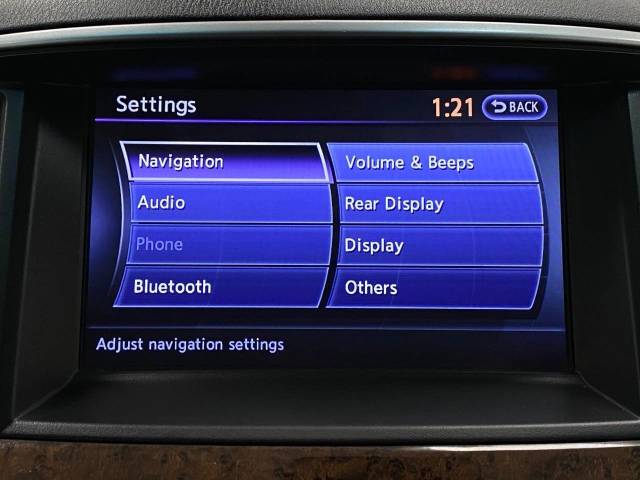 Settings
1:21
BACK
Navigation
Volume & Beeps
Audio
Rear Display
Phone
Display
Bluetooth
Others
Adjust navigation settings